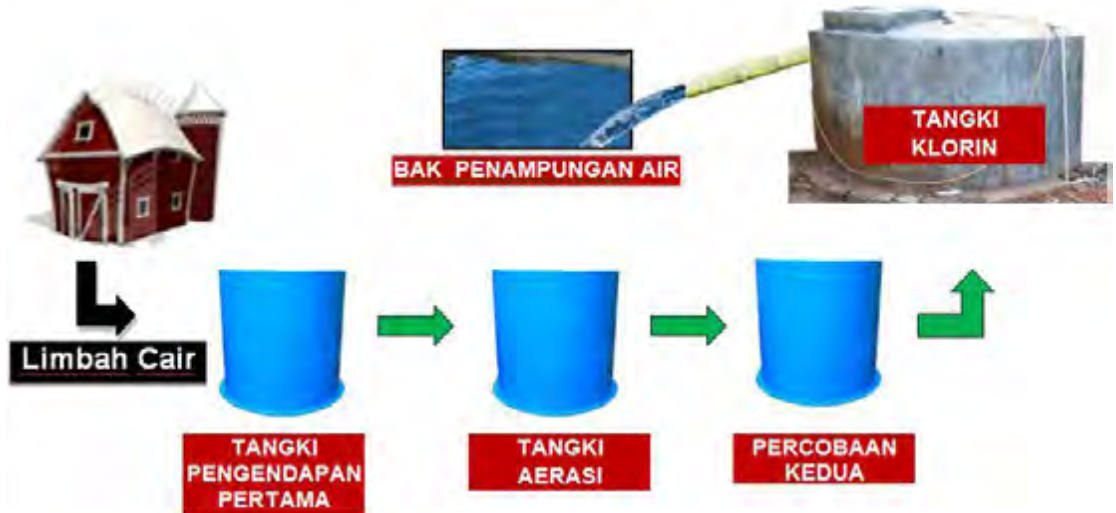 Limbah Cair
TANGKI
PENGENDAPAN
PERTAMA
TANGKI
AERASI
PERCOBAAN
KEDUA
TANGKI
KLORIN
BAK PENAMPUNGAN AIR